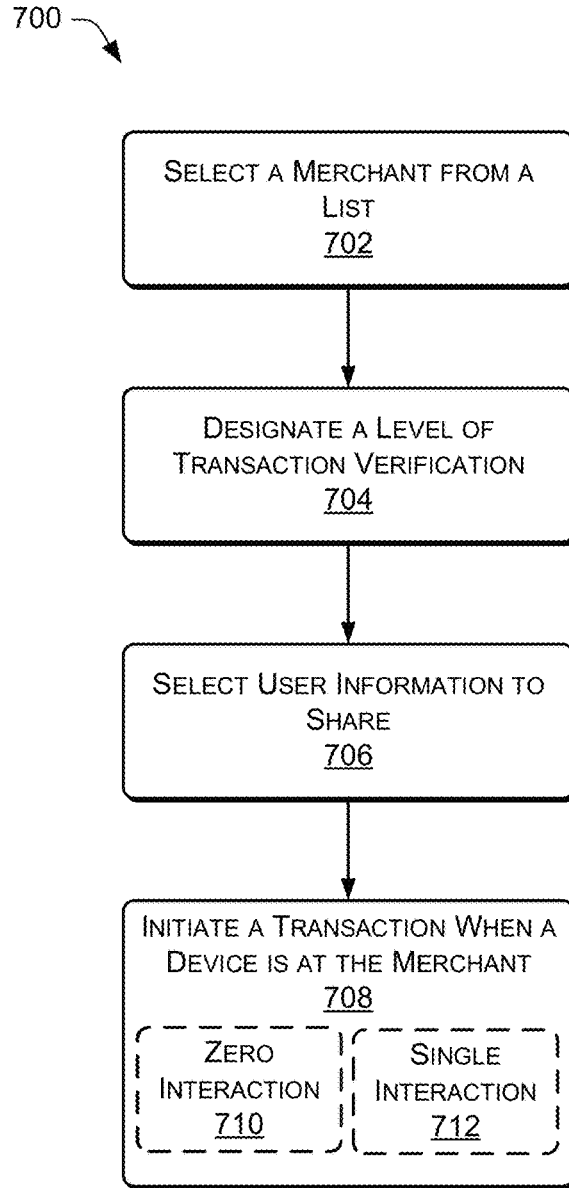 700
SELECT A MERCHANT FROM A
LIST
702
DESIGNATE A LEVEL OF
TRANSACTION VERIFICATION
704
SELECT USER INFORMATION TO
SHARE
706
INITIATE A TRANSACTION WHEN A
DEVICE IS AT THE MERCHANT
708
ZERO
INTERACTION
710
SINGLE
INTERACTION
712